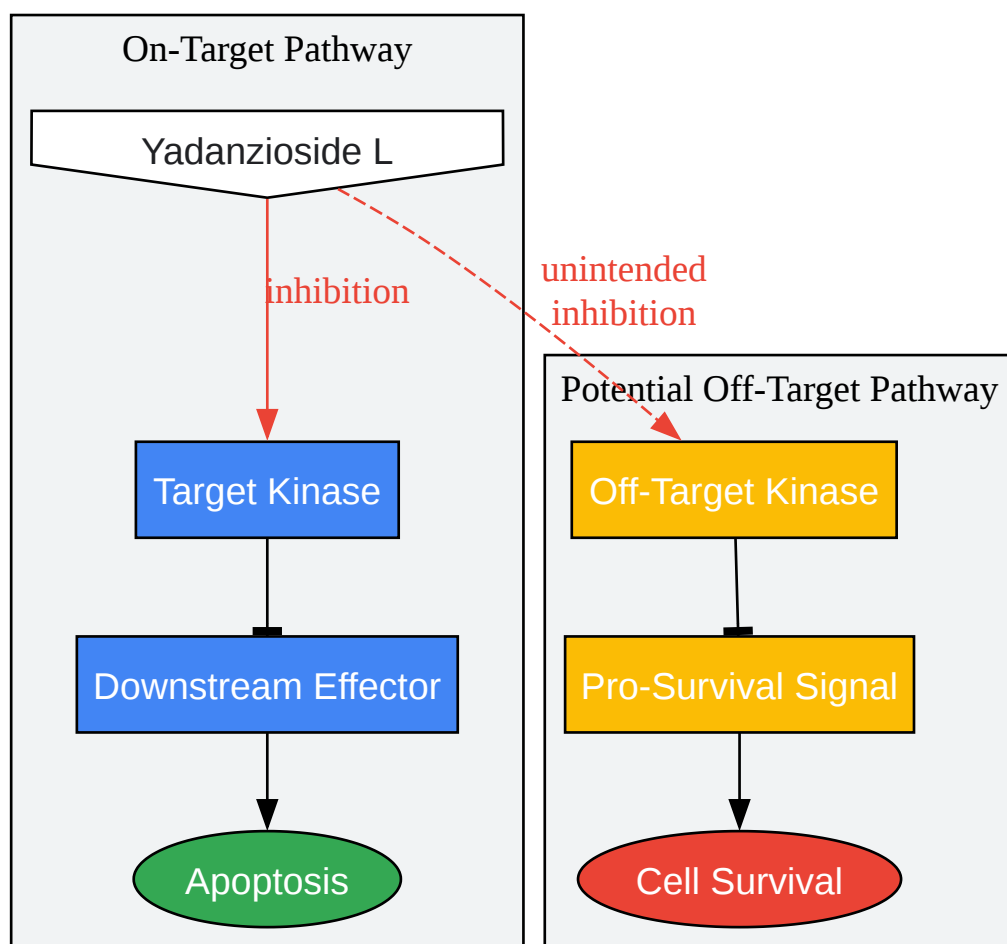 On-Target Pathway
Yadanzioside L
inhibition
unintended
inhibition
Potential Off-Target Pathway
Target Kinase
Off-Target Kinase
Downstream Effector
Pro-Survival Signal
Apoptosis
Cell Survival